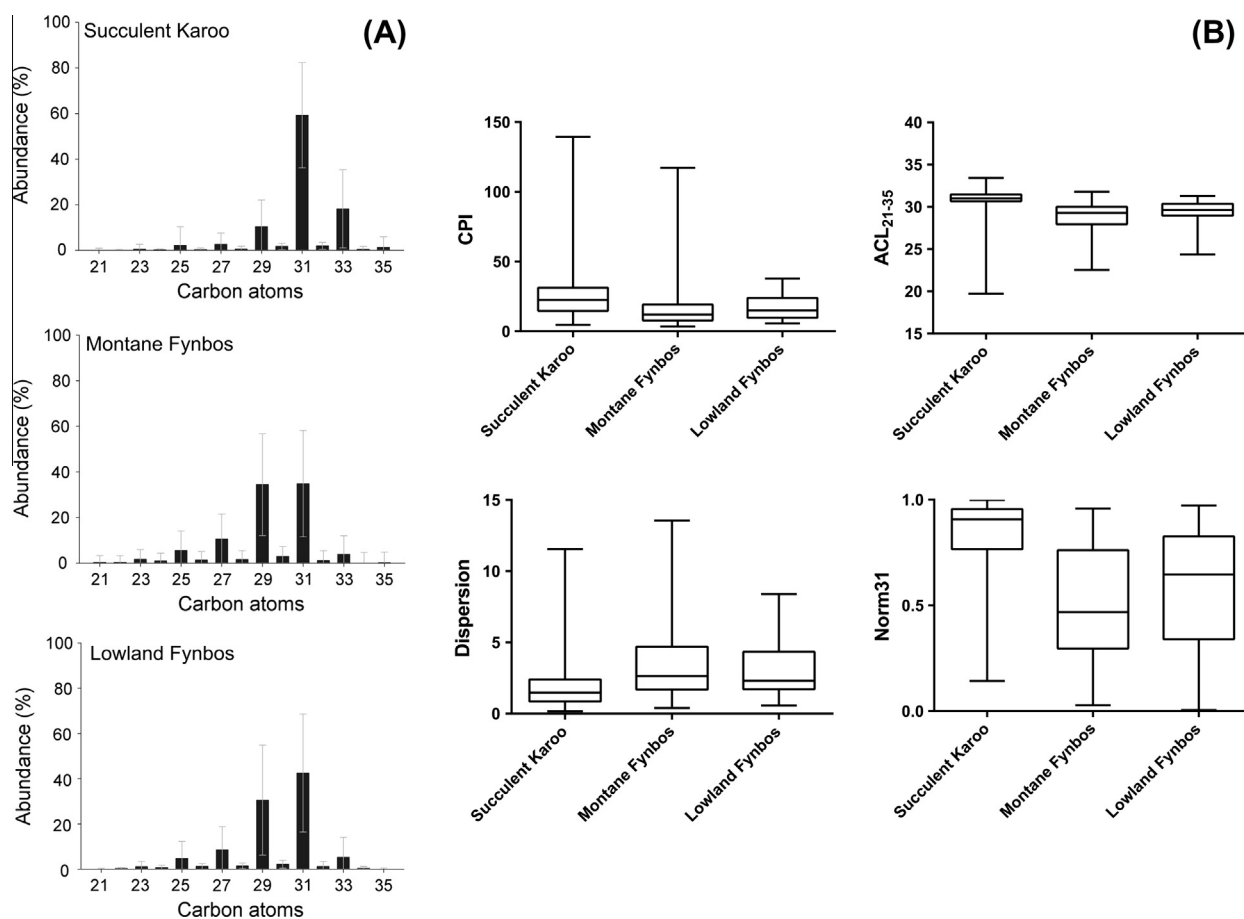 (A)
Succulent Karoo
Abundance (%)
100
80
60
40
20
0
21 23 25 27 29 31 33 35
Carbon atoms
Montane Fynbos
Abundance (%)
100
80
60
40
20
0
21 23 25 27 29 31 33 35
Carbon atoms
Lowland Fynbos
Abundance (%)
100
80
60
40
20
0
21 23 25 27 29 31 33 35
Carbon atoms
(B)
CPI
150
100
50
0
Succulent Karoo
Montane Fynbos
Lowland Fynbos
ACL21-35
40
35
30
25
20
15
Succulent Karoo
Montane Fynbos
Lowland Fynbos
Dispersion
15
10
5
0
Succulent Karoo
Montane Fynbos
Lowland Fynbos
Norm31
1.0
0.5
0.0
Succulent Karoo
Montane Fynbos
Lowland Fynbos